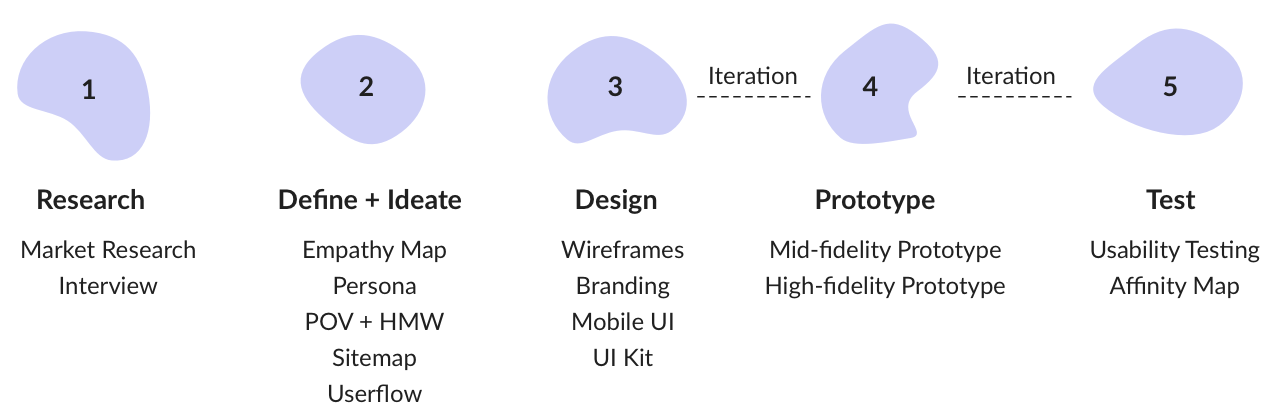 1
2
3
Iteration
4
Iteration
5
Research
Market Research
Interview
Define + Ideate
Empathy Map
Persona
POV + HMW
Sitemap
Userflow
Design
Wireframes
Branding
Mobile UI
UI Kit
Prototype
Mid-fidelity Prototype
High-fidelity Prototype
Test
Usability Testing
Affinity Map